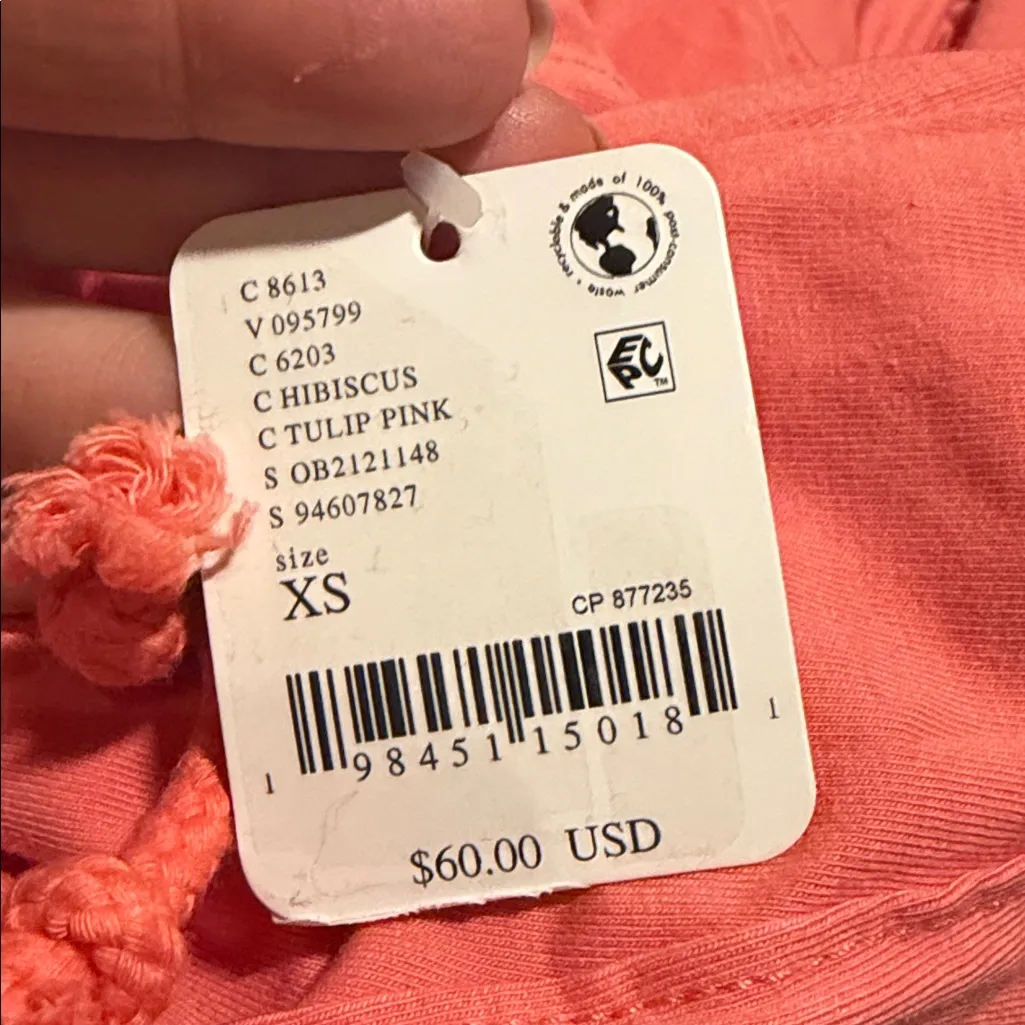 C 8613
V 095799
C 6203
C HIBISCUS
C TULIP PINK
S OB2121148
S 94607827
size
XS
recyclable & made of 100% post-consumer waste •
EPC
TM
CP 877235
1 98451 15018 1
$60.00 USD